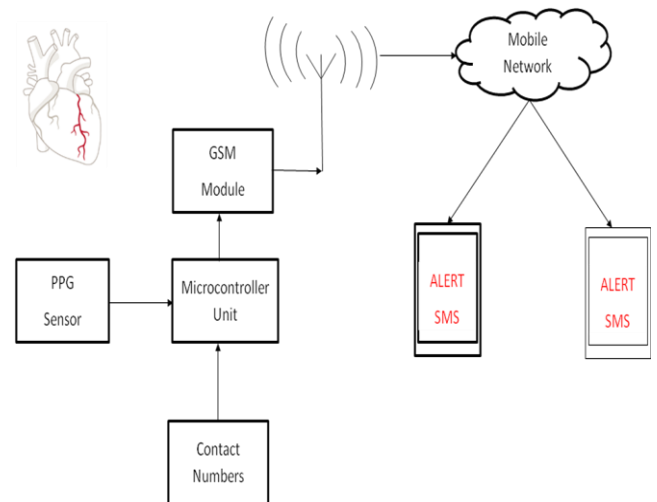 Mobile
Network
GSM
Module
PPG
Sensor
Microcontroller
Unit
ALERT
SMS
ALERT
SMS
Contact
Numbers